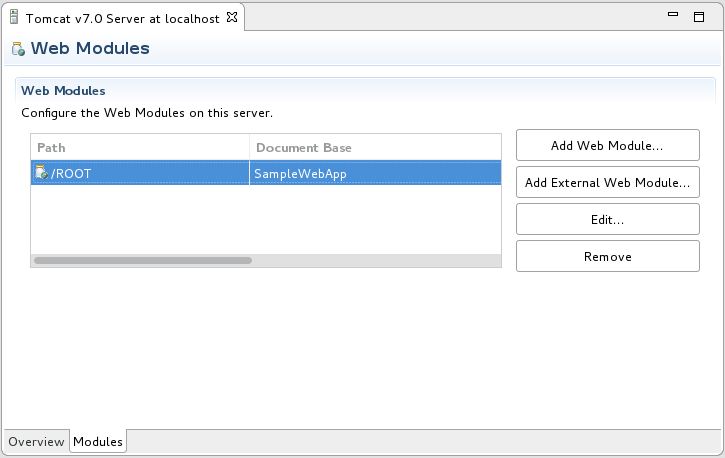 Tomcat v7.0 Server at localhost
Web Modules
Web Modules
Configure the Web Modules on this server.
Path Document Base
/ROOT SampleWebApp
Add Web Module...
Add External Web Module...
Edit...
Remove
Overview Modules